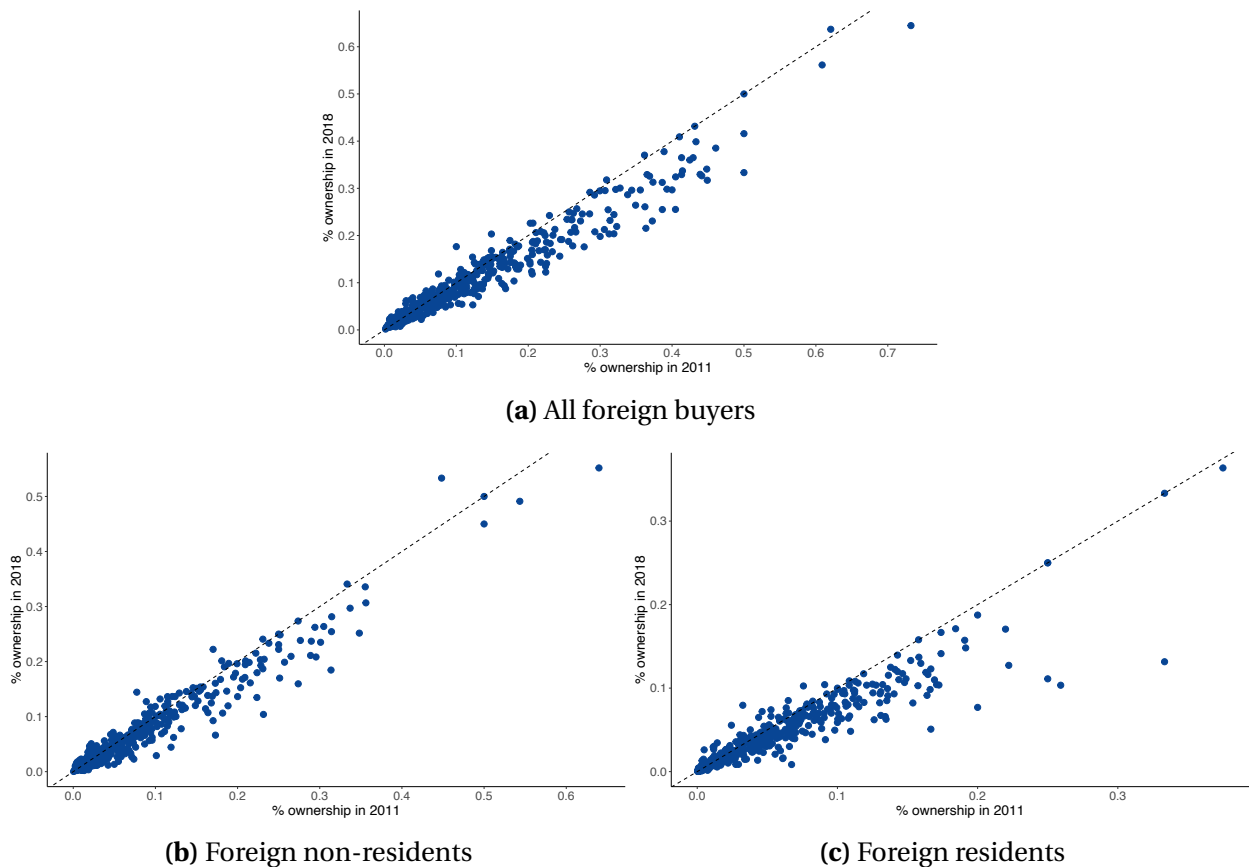 % ownership in 2018
0.6
0.5
0.4
0.3
0.2
0.1
0.0
0.0 0.1 0.2 0.3 0.4 0.5 0.6 0.7
% ownership in 2011
(a) All foreign buyers
% ownership in 2018
0.5
0.4
0.3
0.2
0.1
0.0
0.0 0.1 0.2 0.3 0.4 0.5 0.6
% ownership in 2011
(b) Foreign non-residents
% ownership in 2018
0.3
0.2
0.1
0.0
0.0 0.1 0.2 0.3
% ownership in 2011
(c) Foreign residents